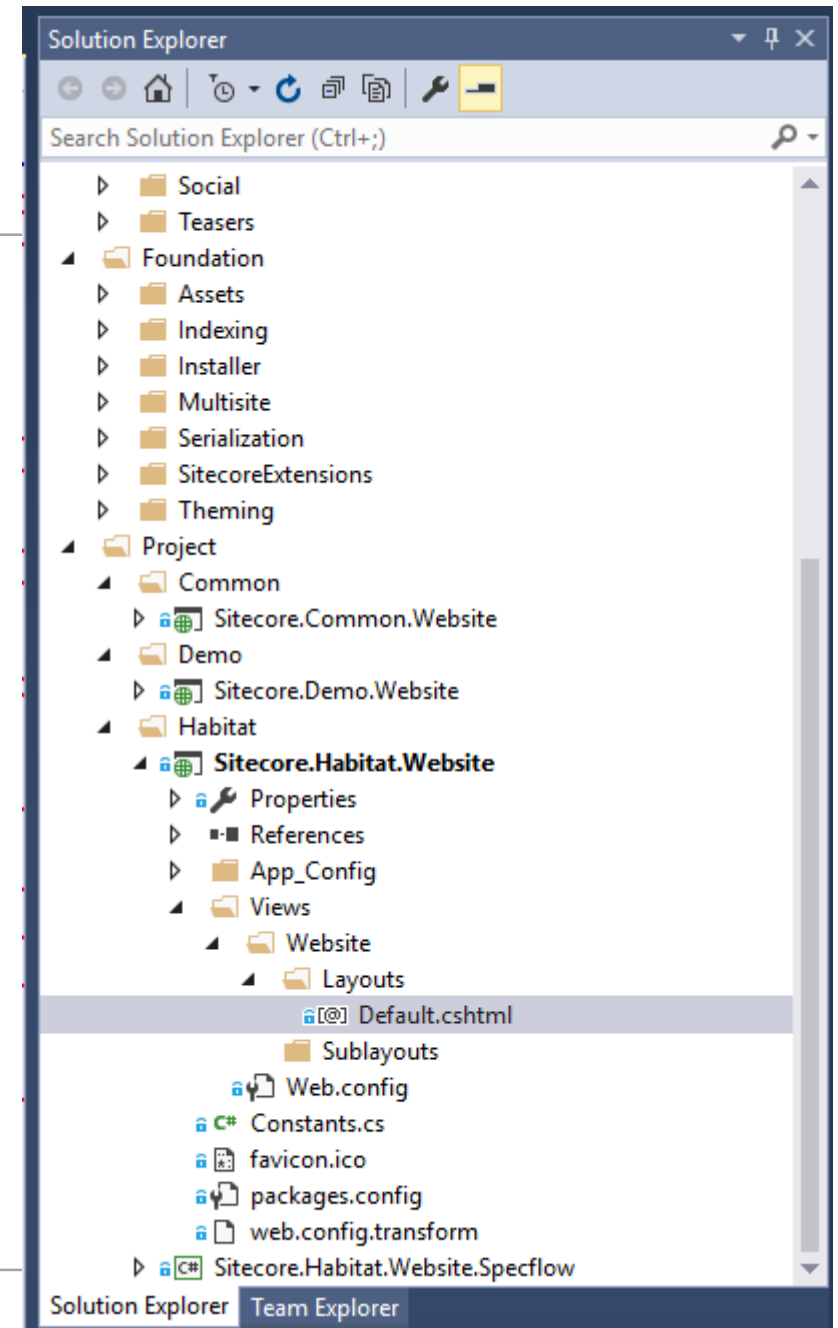 Solution Explorer
Search Solution Explorer (Ctrl+;)
Social
Teasers
Foundation
Assets
Indexing
Installer
Multisite
Serialization
SitecoreExtensions
Theming
Project
Common
Sitecore.Common.Website
Demo
Sitecore.Demo.Website
Habitat
Sitecore.Habitat.Website
Properties
References
App_Config
Views
Website
Layouts
[@] Default.cshtml
Sublayouts
Web.config
C# Constants.cs
favicon.ico
packages.config
web.config.transform
C# Sitecore.Habitat.Website.Specflow
Solution Explorer Team Explorer